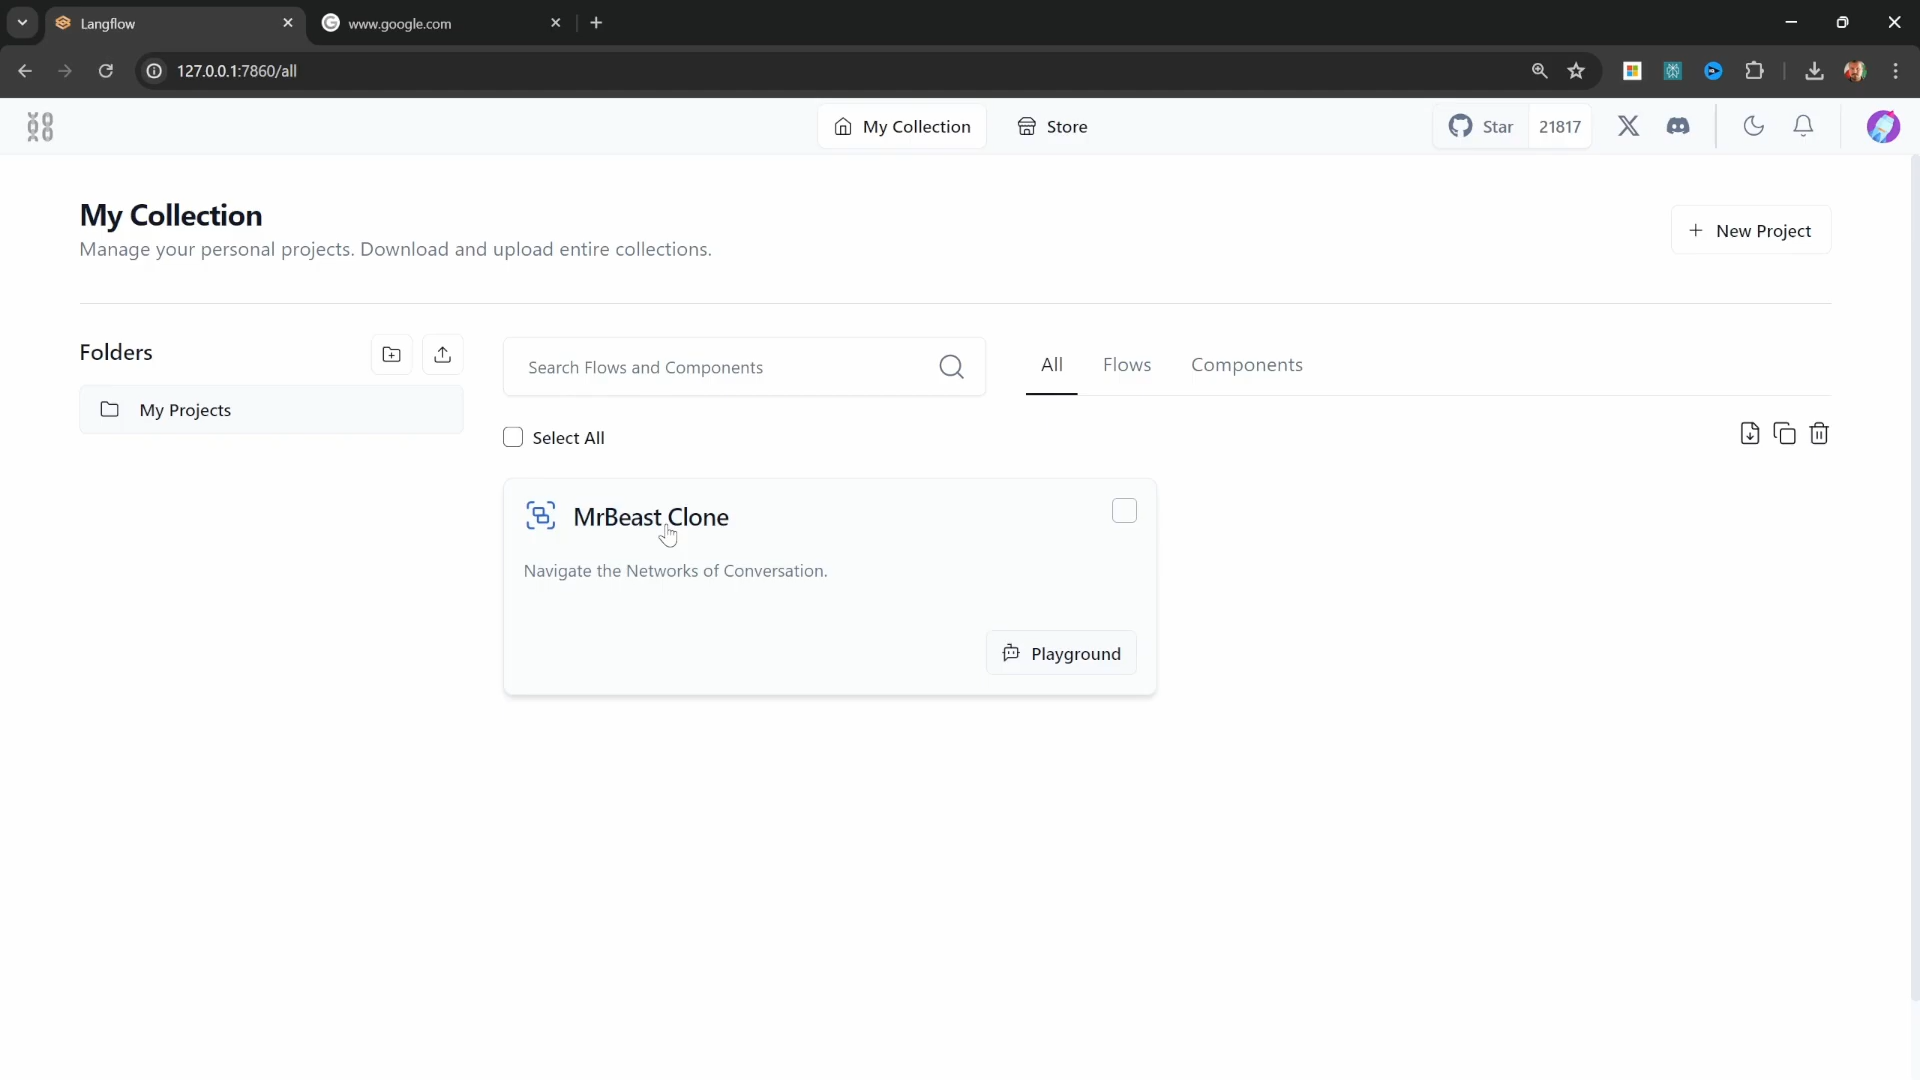 Langflow
www.google.com
127.0.0.1:7860/all
My Collection
Store
Star
21817
My Collection
Manage your personal projects. Download and upload entire collections.
New Project
Folders
My Projects
Search Flows and Components
All
Flows
Components
Select All
MrBeast Clone
Navigate the Networks of Conversation.
Playground